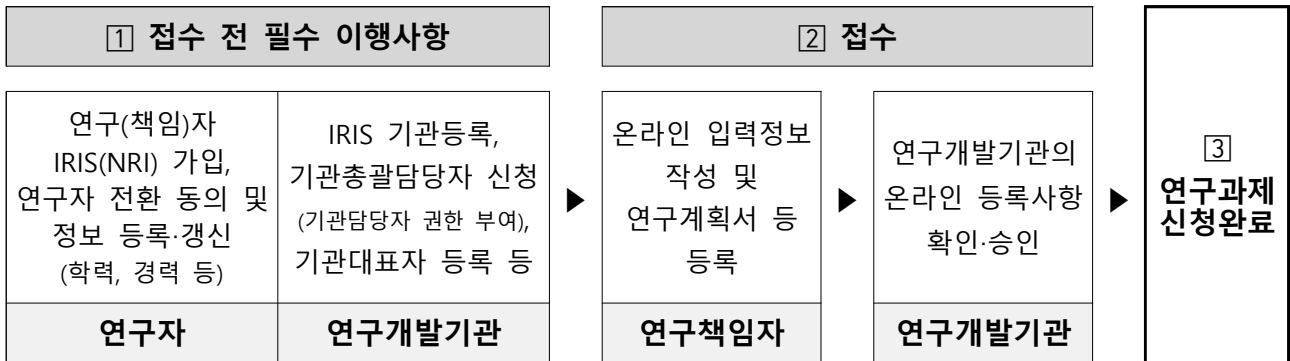 1 접수 전 필수 이행사항
연구(책임)자
IRIS(NRI) 가입,
연구자 전환 동의 및
정보 등록·갱신
(학력, 경력 등)
연구자
IRIS 기관등록,
기관총괄담당자 신청
(기관담당자 권한 부여),
기관대표자 등록 등
연구개발기관
▶
2 접수
온라인 입력정보
작성 및
연구계획서 등
등록
연구책임자
▶
연구개발기관의
온라인 등록사항
확인·승인
연구개발기관
▶
3
연구과제
신청완료